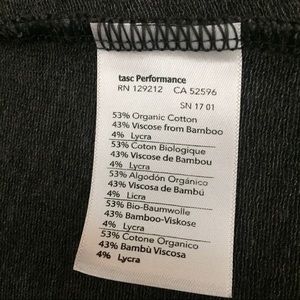 tasc Performance
RN 129212 CA 52596
SN 17 01
53% Organic Cotton
43% Viscose from Bamboo
4% Lycra
53% Coton Biologique
43% Viscose de Bambou
4% Lycra
53% Algodón Orgánico
43% Viscosa de Bambú
4% Licra
53% Bio-Baumwolle
43% Bamboo-Viskose
4% Lycra
53% Cotone Organico
43% Bambù Viscosa
4% Lycra